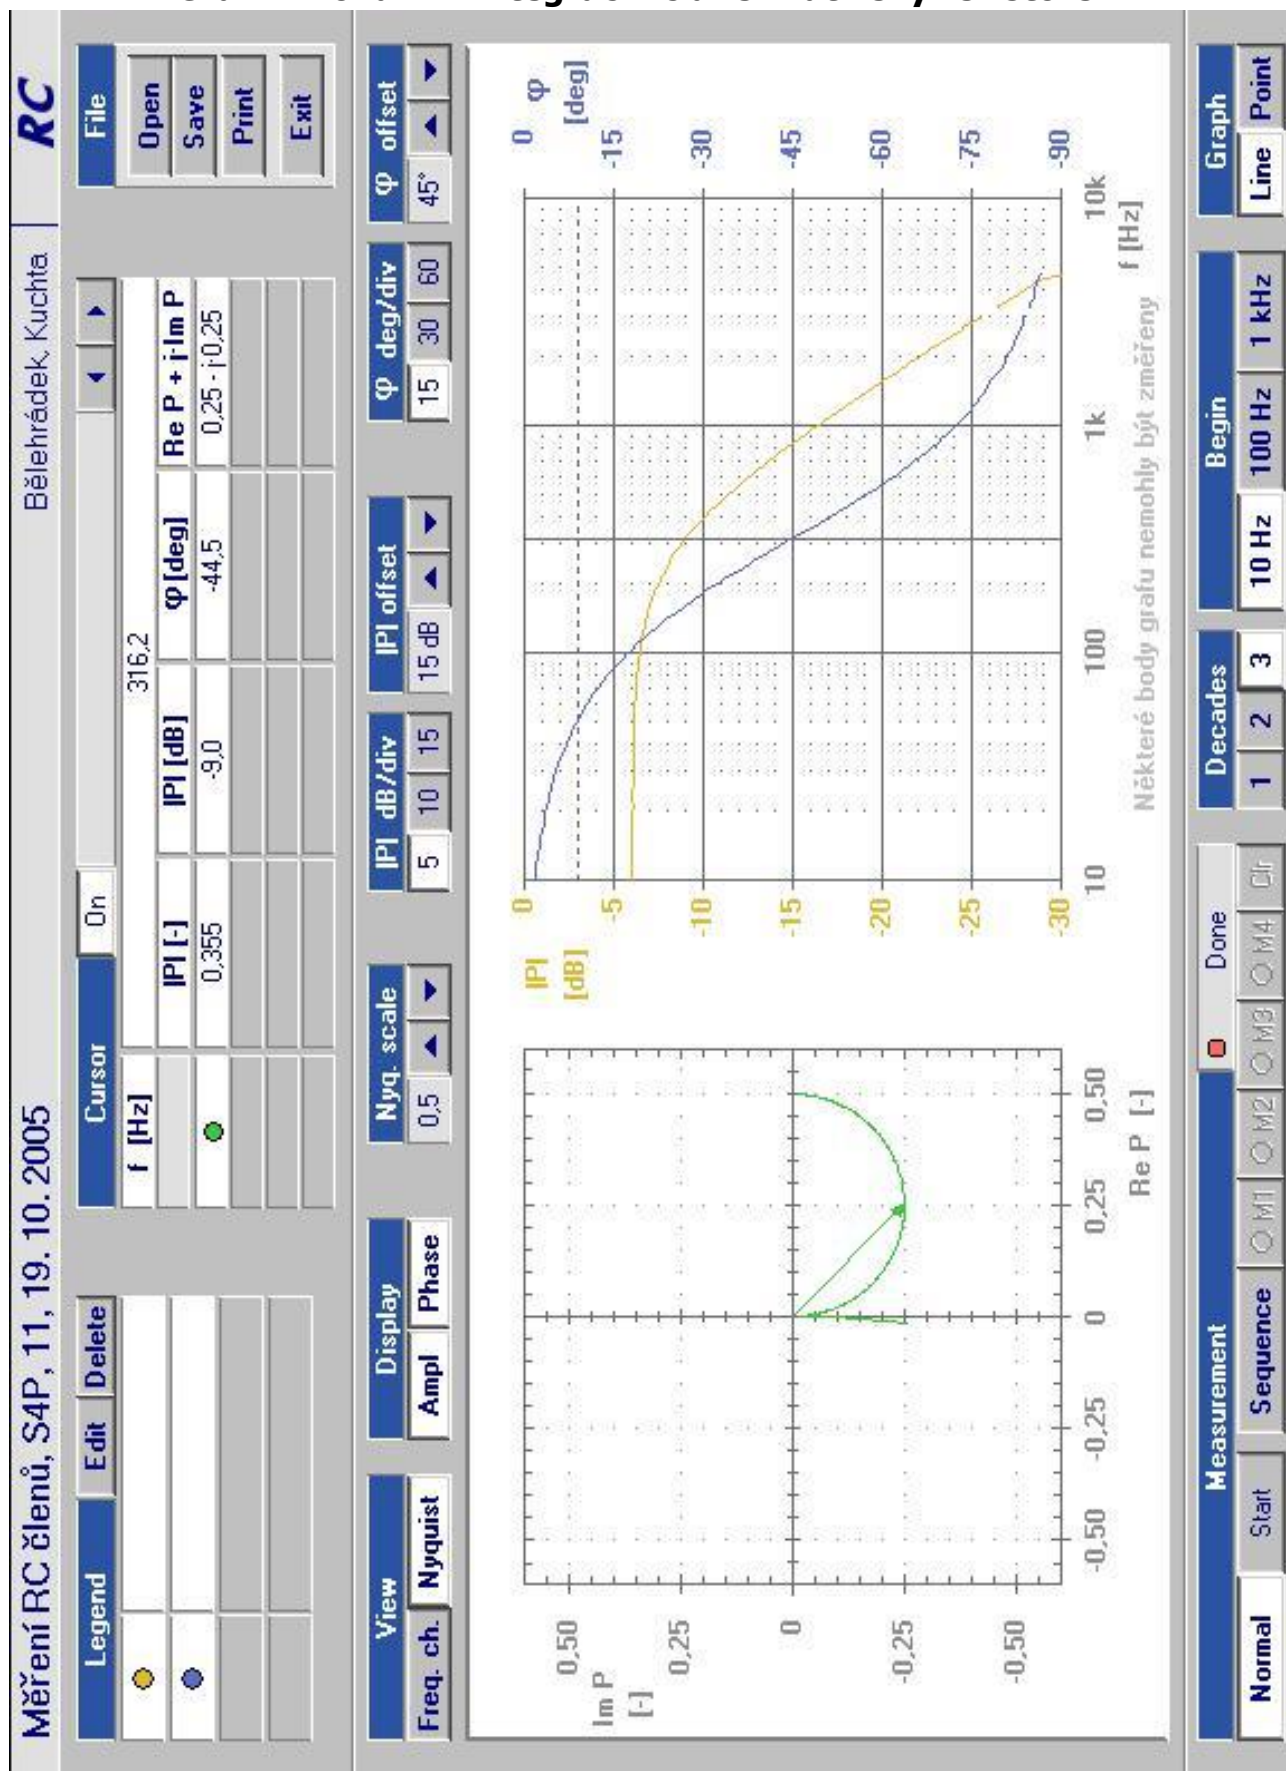 Měření RC členů, S4P, 11, 19. 10. 2005
Bělehrádek, Kuchta
RC
Legend
Edit
Delete
Cursor
On
File
f [Hz]
316,2
|P| [-]
|P| [dB]
φ [deg]
Re P + j·Im P
0,355
-9,0
-44,5
0,25 - j·0,25
Open
Save
Print
Exit
View
Display
Nyq. scale
|P| dB/div
|P| offset
φ deg/div
φ offset
Freq. ch.
Nyquist
Ampl
Phase
0,5
5
10
15
15 dB
15
30
60
45°
Im P
[-]
0,50
0,25
0
-0,25
-0,50
-0,50
-0,25
0
0,25
0,50
Re P [-]
|P|
[dB]
0
-5
-10
-15
-20
-25
-30
10
100
1k
10k
f [Hz]
φ
[deg]
0
-15
-30
-45
-60
-75
-90
Některé body grafu nemohly být změřeny
Measurement
Done
Decades
Begin
Graph
Normal
Start
Sequence
M1
M2
M3
M4
Clr
1
2
3
10 Hz
100 Hz
1 kHz
Line
Point